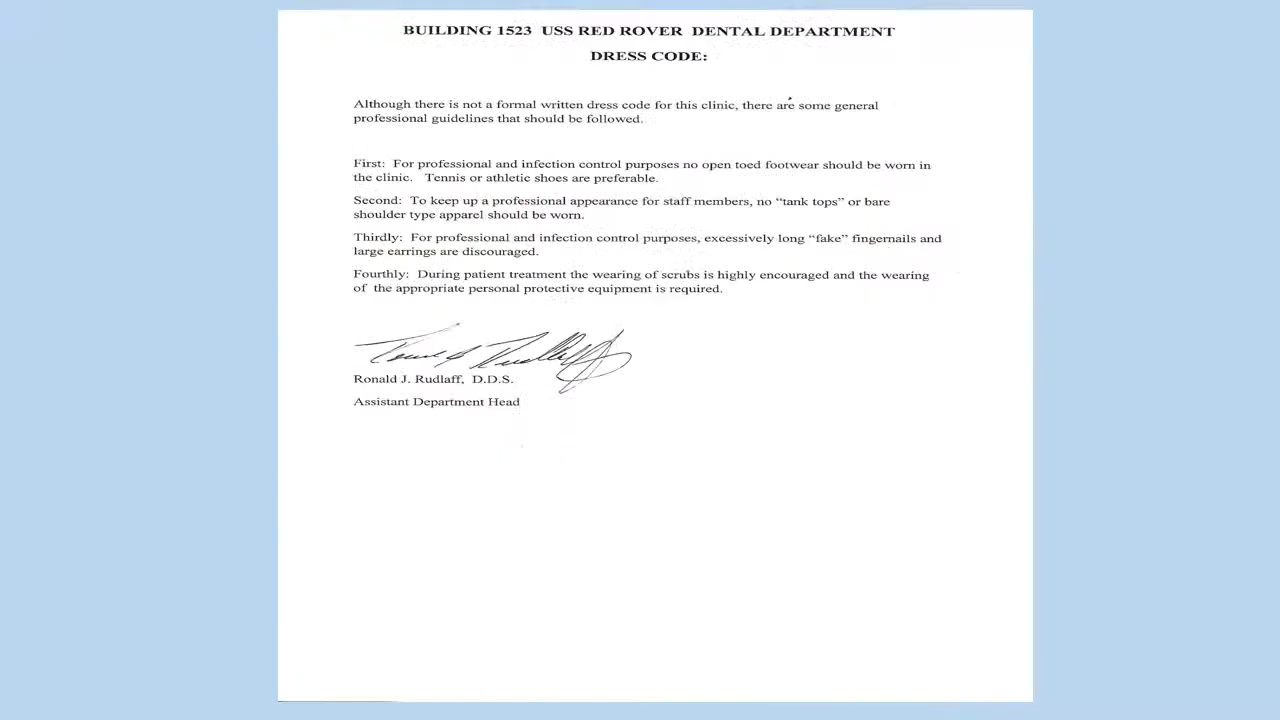 BUILDING 1523 USS RED ROVER DENTAL DEPARTMENT
DRESS CODE:
Although there is not a formal written dress code for this clinic, there are some general
professional guidelines that should be followed.
First: For professional and infection control purposes no open toed footwear should be worn in
the clinic. Tennis or athletic shoes are preferable.
Second: To keep up a professional appearance for staff members, no “tank tops” or bare
shoulder type apparel should be worn.
Thirdly: For professional and infection control purposes, excessively long “fake” fingernails and
large earrings are discouraged.
Fourthly: During patient treatment the wearing of scrubs is highly encouraged and the wearing
of the appropriate personal protective equipment is required.
Ronald J. Rudlaff, D.D.S.
Assistant Department Head